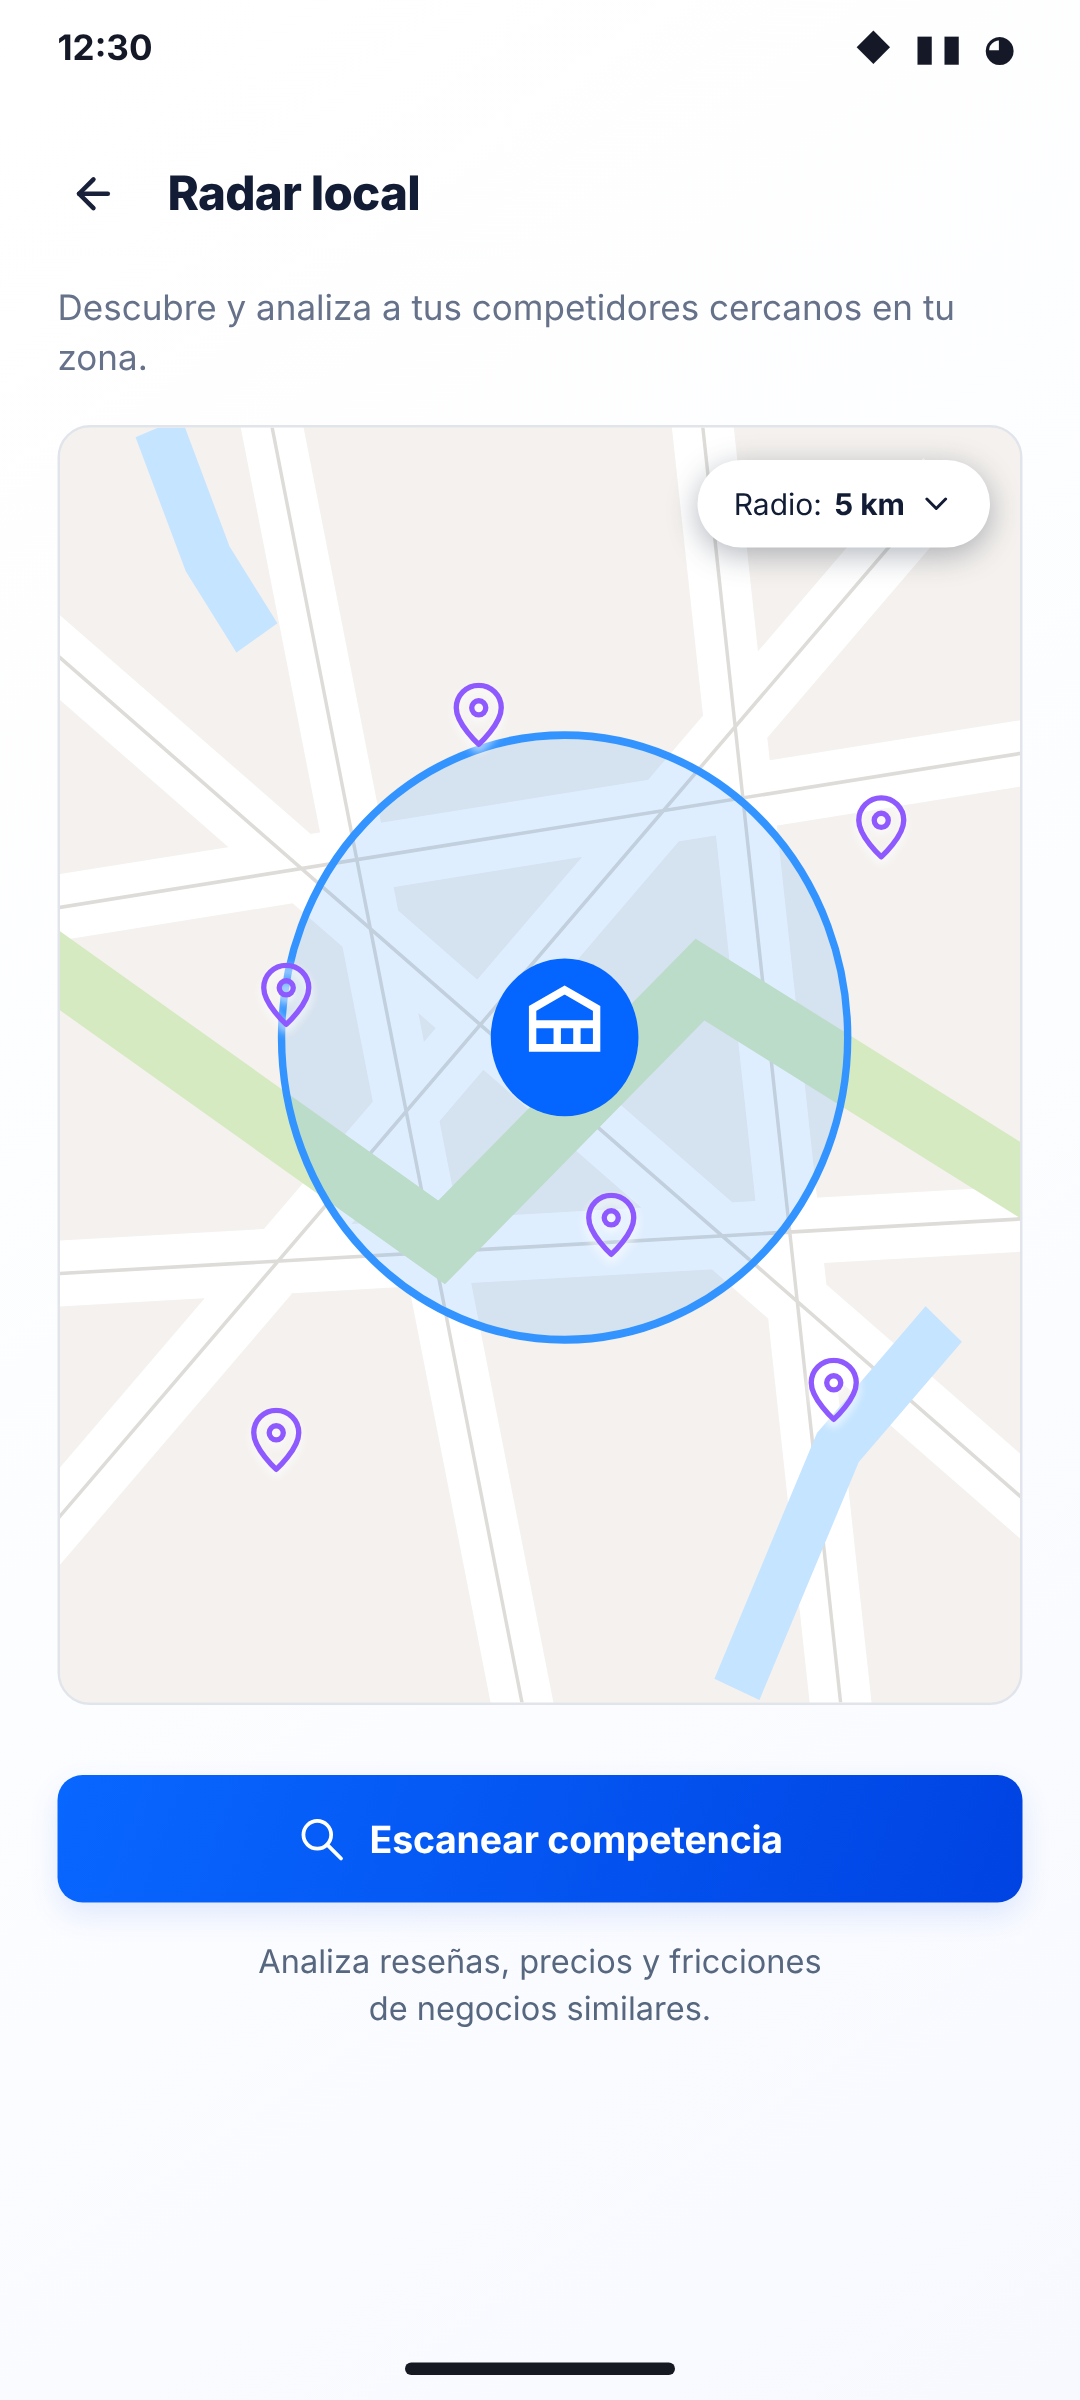 12:30
Radar local
Descubre y analiza a tus competidores cercanos en tu
zona.
Radio: 5 km
Escanear competencia
Analiza reseñas, precios y fricciones
de negocios similares.